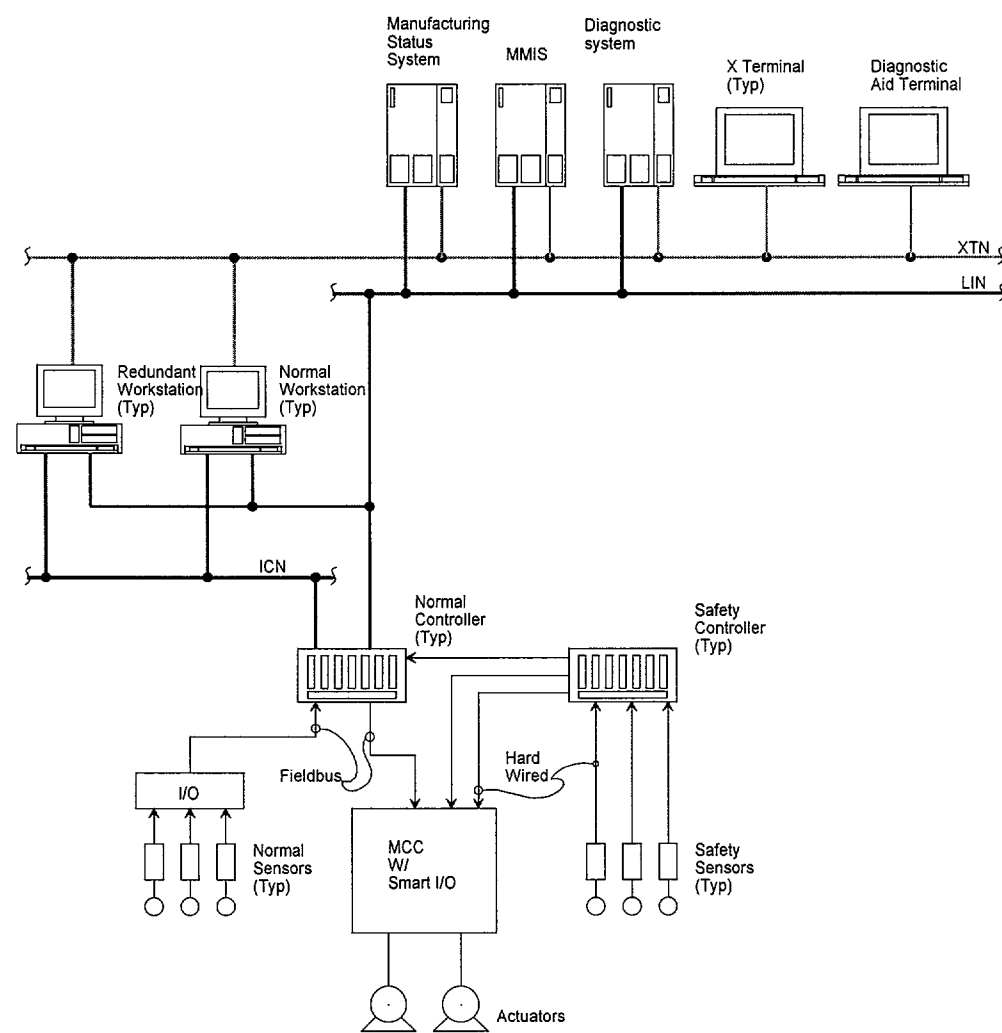 Manufacturing
Status
System
MMIS
Diagnostic
system
X Terminal
(Typ)
Diagnostic
Aid Terminal
XTN
LIN
Redundant
Workstation
(Typ)
Normal
Workstation
(Typ)
ICN
Normal
Controller
(Typ)
Safety
Controller
(Typ)
Fieldbus
Hard
Wired
I/O
Normal
Sensors
(Typ)
MCC
W/
Smart I/O
Safety
Sensors
(Typ)
Actuators